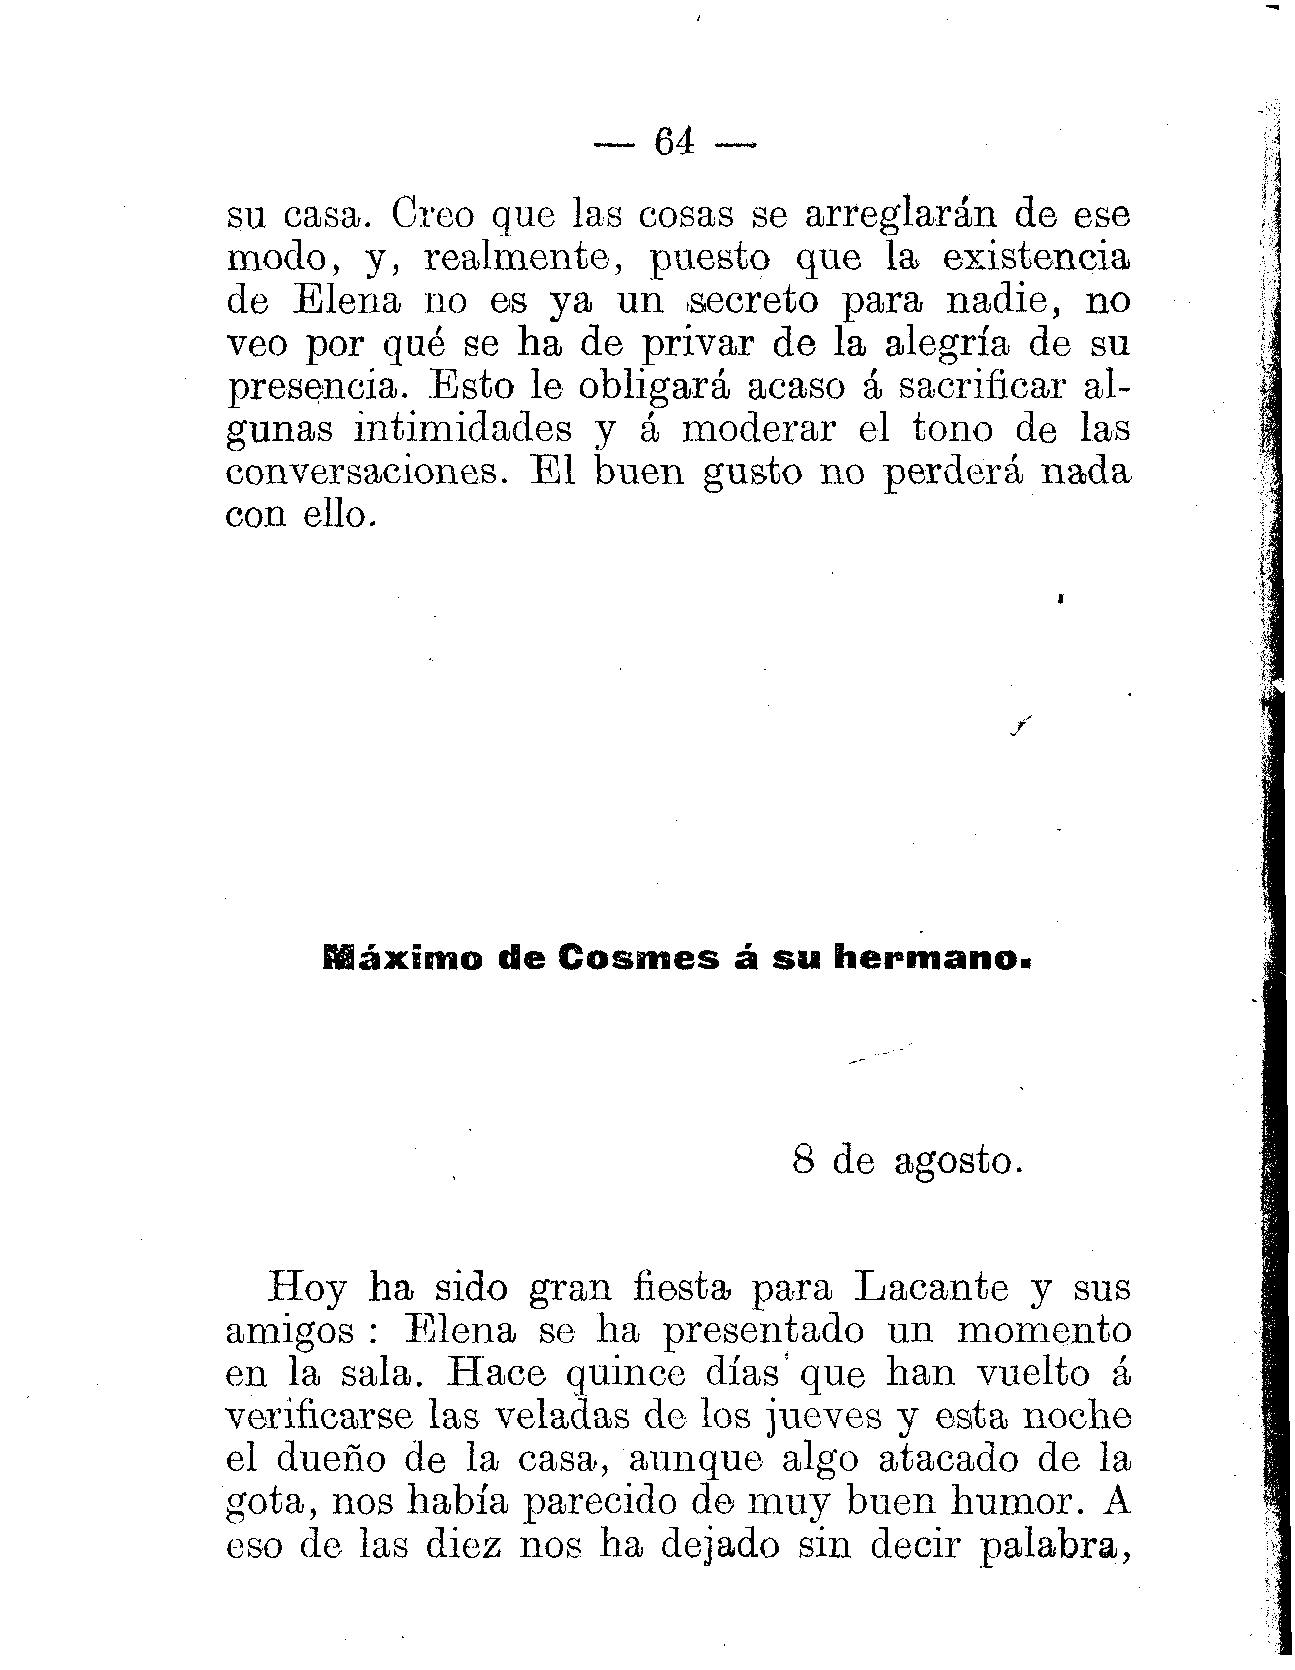 — 64 —
su casa. Creo que las cosas se arreglarán de ese
modo, y, realmente, puesto que la existencia
de Elena no es ya un secreto para nadie, no
veo por qué se ha de privar de la alegría de su
presencia. Esto le obligará acaso á sacrificar al-
gunas intimidades y á moderar el tono de las
conversaciones. El buen gusto no perderá nada
con ello.
Máximo de Cosmes á su hermano.
8 de agosto.
Hoy ha sido gran fiesta para Lacante y sus
amigos : Elena se ha presentado un momento
en la sala. Hace quince días que han vuelto á
verificarse las veladas de los jueves y esta noche
el dueño de la casa, aunque algo atacado de la
gota, nos había parecido de muy buen humor. A
eso de las diez nos ha dejado sin decir palabra,